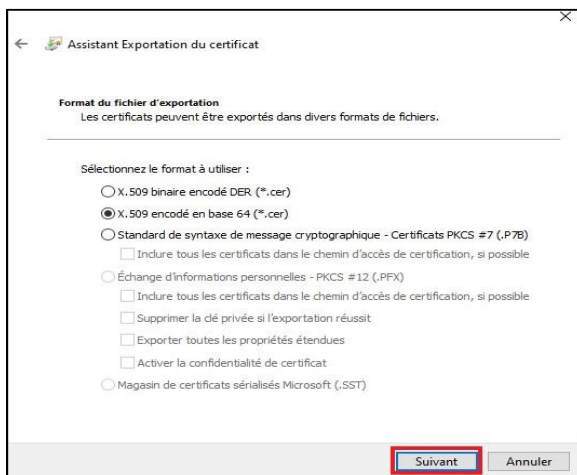 Assistant Exportation du certificat
Format du fichier d'exportation
Les certificats peuvent être exportés dans divers formats de fichiers.
Sélectionnez le format à utiliser :
X.509 binaire encodé DER (*.cer)
X.509 encodé en base 64 (*.cer)
Standard de syntaxe de message cryptographique - Certificats PKCS #7 (.P7B)
Inclure tous les certificats dans le chemin d'accès de certification, si possible
Échange d'informations personnelles - PKCS #12 (.PFX)
Inclure tous les certificats dans le chemin d'accès de certification, si possible
Supprimer la clé privée si l'exportation réussit
Exporter toutes les propriétés étendues
Activer la confidentialité de certificat
Magasin de certificats sérialisés Microsoft (.SST)
Suivant
Annuler